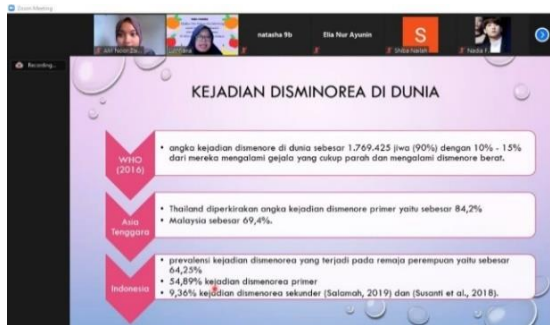 Zoom Meeting
natasha 9b
Elia Nur Ayunin
S
Nadia F.
Recording...
KEJADIAN DISMINOREA DI DUNIA
WHO
(2016)
• angka kejadian dismenore di dunia sebesar 1.769.425 jiwa (90%) dengan 10% - 15%
dari mereka mengalami gejala yang cukup parah dan mengalami dismenore berat.
Asia
Tenggara
• Thailand diperkirakan angka kejadian dismenore primer yaitu sebesar 84,2%
• Malaysia sebesar 69,4%.
Indonesia
• prevalensi kejadian dismenorea yang terjadi pada remaja perempuan yaitu sebesar
64,25%
• 54,89% kejadian dismenorea primer
• 9,36% kejadian dismenorea sekunder (Salamah, 2019) dan (Susanti et al., 2018).